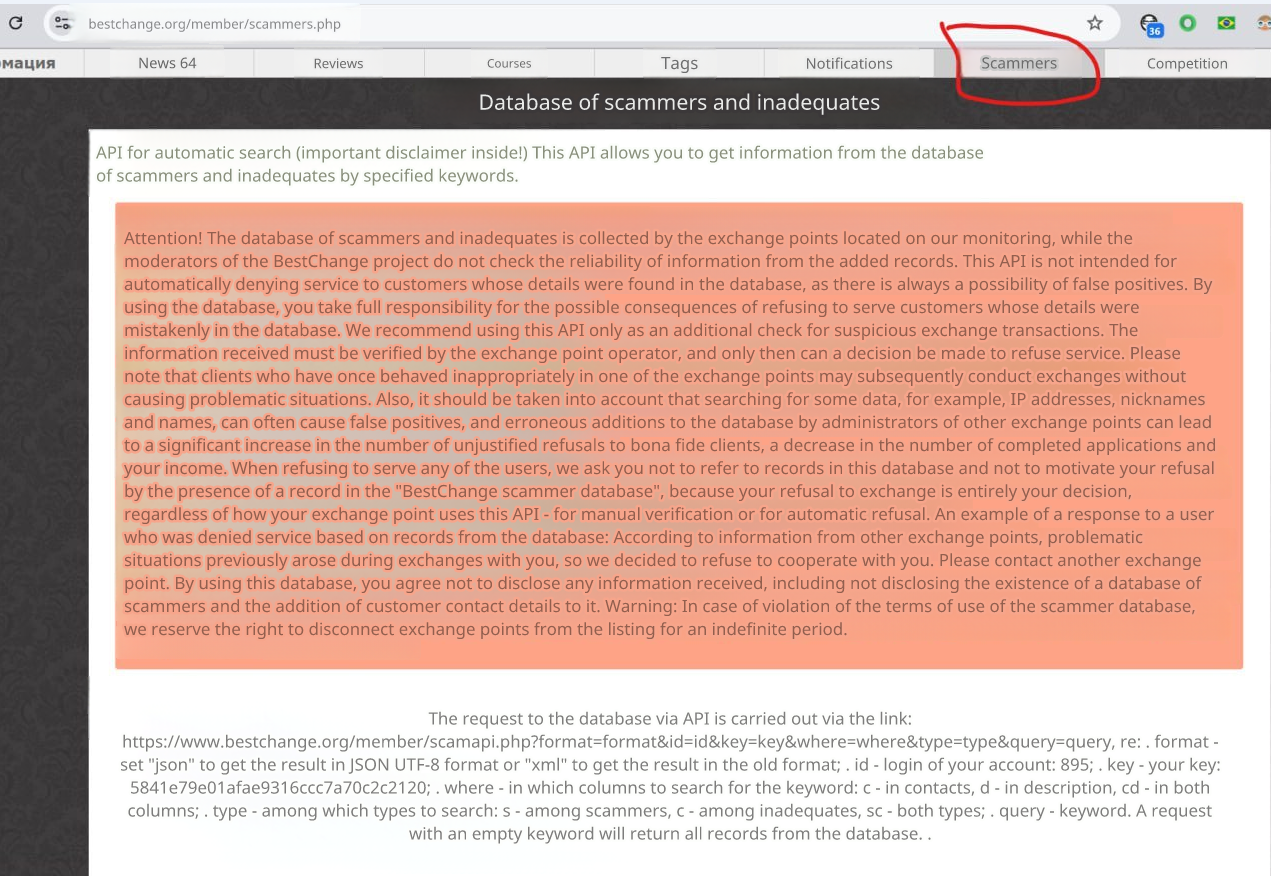 bestchange.org/member/scammers.php
36
мация News 64 Reviews Courses Tags Notifications Scammers Competition
Database of scammers and inadequates
API for automatic search (important disclaimer inside!) This API allows you to get information from the database
of scammers and inadequates by specified keywords.
Attention! The database of scammers and inadequates is collected by the exchange points located on our monitoring, while the
moderators of the BestChange project do not check the reliability of information from the added records. This API is not intended for
automatically denying service to customers whose details were found in the database, as there is always a possibility of false positives. By
using the database, you take full responsibility for the possible consequences of refusing to serve customers whose details were
mistakenly in the database. We recommend using this API only as an additional check for suspicious exchange transactions. The
information received must be verified by the exchange point operator, and only then can a decision be made to refuse service. Please
note that clients who have once behaved inappropriately in one of the exchange points may subsequently conduct exchanges without
causing problematic situations. Also, it should be taken into account that searching for some data, for example, IP addresses, nicknames
and names, can often cause false positives, and erroneous additions to the database by administrators of other exchange points can lead
to a significant increase in the number of unjustified refusals to bona fide clients, a decrease in the number of completed applications and
your income. When refusing to serve any of the users, we ask you not to refer to records in this database and not to motivate your refusal
by the presence of a record in the "BestChange scammer database", because your refusal to exchange is entirely your decision,
regardless of how your exchange point uses this API - for manual verification or for automatic refusal. An example of a response to a user
who was denied service based on records from the database: According to information from other exchange points, problematic
situations previously arose during exchanges with you, so we decided to refuse to cooperate with you. Please contact another exchange
point. By using this database, you agree not to disclose any information received, including not disclosing the existence of a database of
scammers and the addition of customer contact details to it. Warning: In case of violation of the terms of use of the scammer database,
we reserve the right to disconnect exchange points from the listing for an indefinite period.
The request to the database via API is carried out via the link:
https://www.bestchange.org/member/scamapi.php?format=format&id=id&key=key&where=where&type=type&query=query, re: . format -
set "json" to get the result in JSON UTF-8 format or "xml" to get the result in the old format; . id - login of your account: 895; . key - your key:
5841e79e01afae9316ccc7a70c2c2120; . where - in which columns to search for the keyword: c - in contacts, d - in description, cd - in both
columns; . type - among which types to search: s - among scammers, c - among inadequates, sc - both types; . query - keyword. A request
with an empty keyword will return all records from the database. .